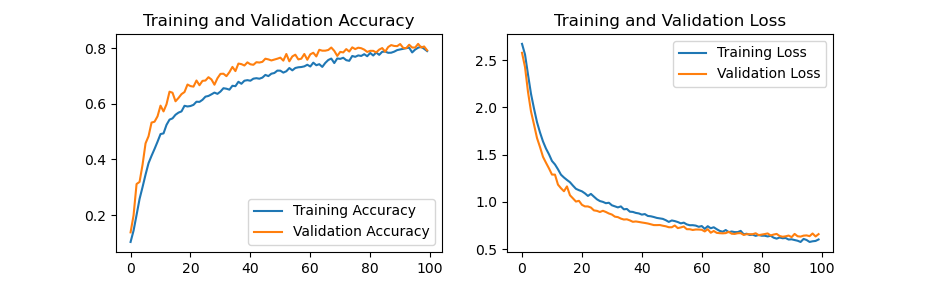 Training and Validation Accuracy
0.8
0.6
0.4
0.2
Training Accuracy
Validation Accuracy
0 20 40 60 80 100
Training and Validation Loss
2.5
2.0
1.5
1.0
0.5
Training Loss
Validation Loss
0 20 40 60 80 100